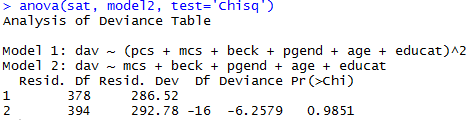 > anova(sat, model2, test='Chisq')
Analysis of Deviance Table

Model 1: dav ~ (pcs + mcs + beck + pgend + age + educat)^2
Model 2: dav ~ mcs + beck + pgend + age + educat
  Resid. Df Resid. Dev  Df Deviance Pr(>Chi)
1       378     286.52
2       394     292.78 -16  -6.2579   0.9851